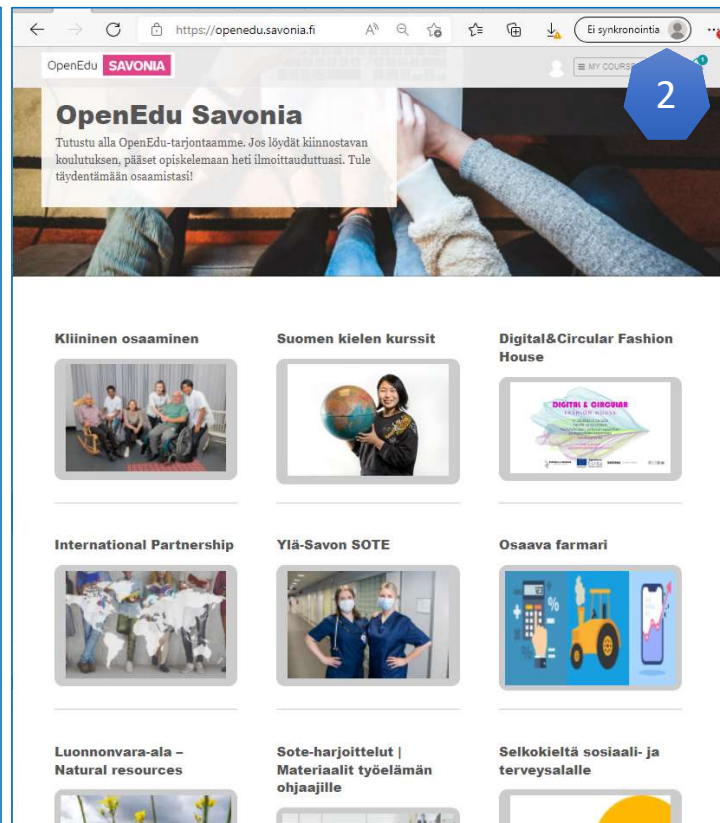 https://openedu.savonia.fi
Ei synkronointia
OpenEdu SAVONIA
MY COURS
2
OpenEdu Savonia
Tutustu alla OpenEdu-tarjontaamme. Jos löydät kiinnostavan
koulutuksen, pääset opiskelemaan heti ilmoittauduttuasi. Tule
täydentämään osaamistasi!
Kliininen osaaminen
Suomen kielen kurssit
Digital&Circular Fashion
House
DIGITAL & CIRCULAR
FASHION HOUSE
International Partnership
Ylä-Savon SOTE
Osaava farmari
Luonnonvara-ala –
Natural resources
Sote-harjoittelut |
Materiaalit työelämän
ohjaajille
Selkokieltä sosiaali- ja
terveysalalle